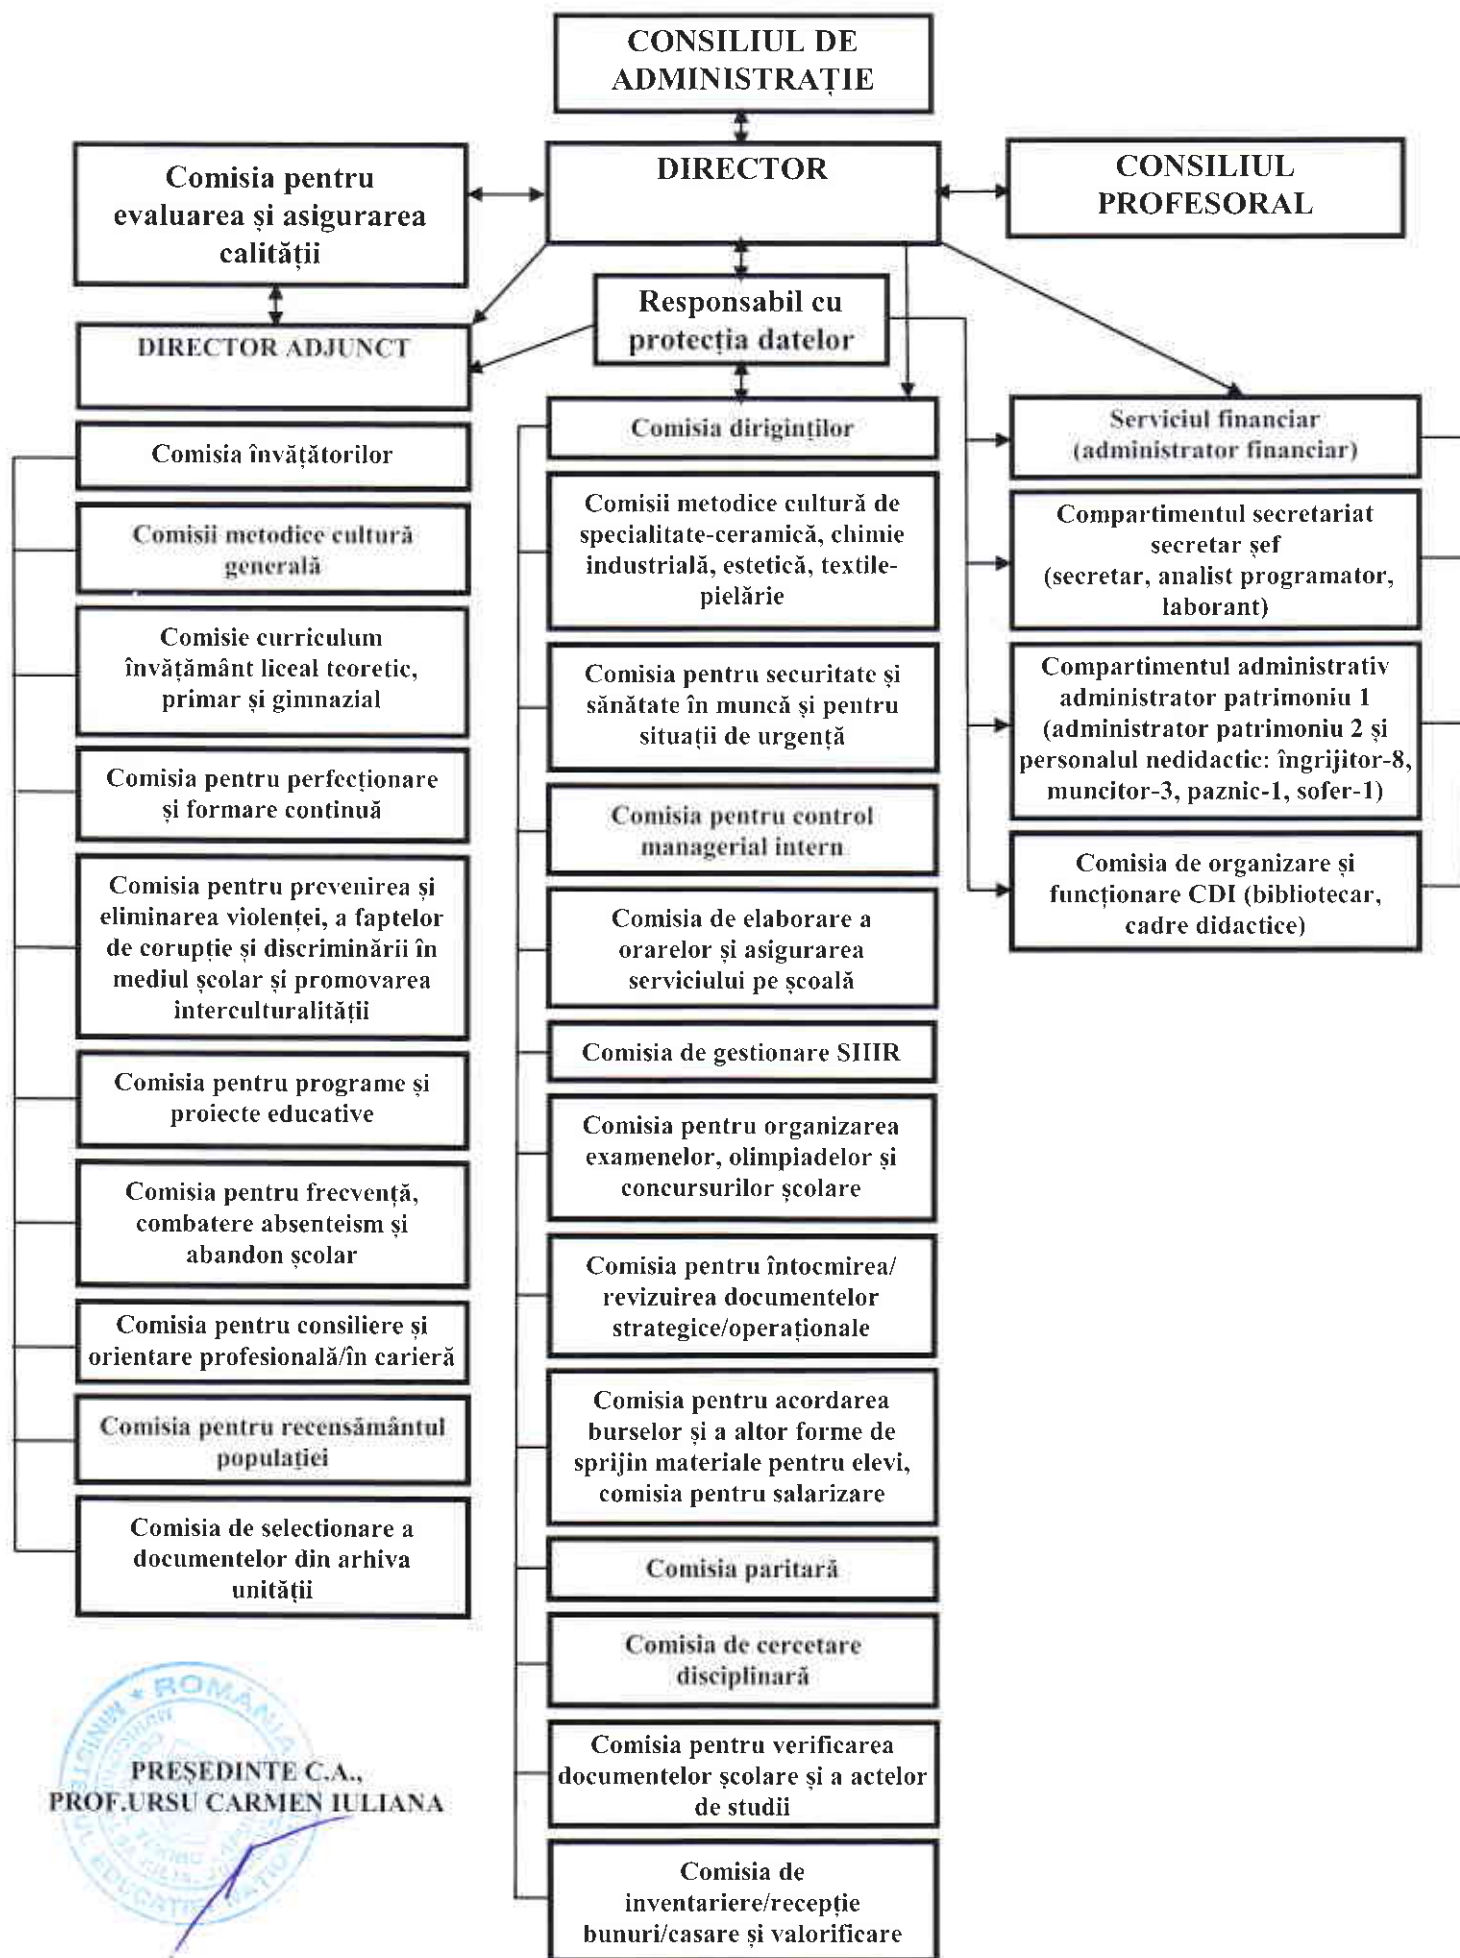 CONSILIUL DE
ADMINISTRAȚIE
Comisia pentru
evaluarea și asigurarea
calității
DIRECTOR
CONSILIUL
PROFESORAL
Responsabil cu
protecția datelor
DIRECTOR ADJUNCT
Comisia învățătorilor
Comisii metodice cultură
generală
Comisie curriculum
învățământ liceal teoretic,
primar și gimnazial
Comisia pentru perfecționare
și formare continuă
Comisia pentru prevenirea și
eliminarea violenței, a faptelor
de corupție și discriminării în
mediul școlar și promovarea
interculturalității
Comisia pentru programe și
proiecte educative
Comisia pentru frecvență,
combatere absenteism și
abandon școlar
Comisia pentru consiliere și
orientare profesională/în carieră
Comisia pentru recensământul
populației
Comisia de selectionare a
documentelor din arhiva
unității
Comisia diriginților
Comisii metodice cultură de
specialitate-ceramică, chimie
industrială, estetică, textile-
pielărie
Comisia pentru securitate și
sănătate în muncă și pentru
situații de urgență
Comisia pentru control
managerial intern
Comisia de elaborare a
orarelor și asigurarea
serviciului pe școală
Comisia de gestionare SIIIR
Comisia pentru organizarea
examenelor, olimpiadelor și
concursurilor școlare
Comisia pentru întocmirea/
revizuirea documentelor
strategice/operaționale
Comisia pentru acordarea
burselor și a altor forme de
sprijin materiale pentru elevi,
comisia pentru salarizare
Comisia paritară
Comisia de cercetare
disciplinară
Comisia pentru verificarea
documentelor școlare și a actelor
de studii
Comisia de
inventariere/recepție
bunuri/casare și valorificare
Serviciul financiar
(administrator financiar)
Compartimentul secretariat
secretar șef
(secretar, analist programator,
laborant)
Compartimentul administrativ
administrator patrimoniu 1
(administrator patrimoniu 2 și
personalul nedidactic: îngrijitor-8,
muncitor-3, paznic-1, sofer-1)
Comisia de organizare și
funcționare CDI (bibliotecar,
cadre didactice)
ROMANIA
PREȘEDINTE C.A.,
PROF.URSU CARMEN IULIANA